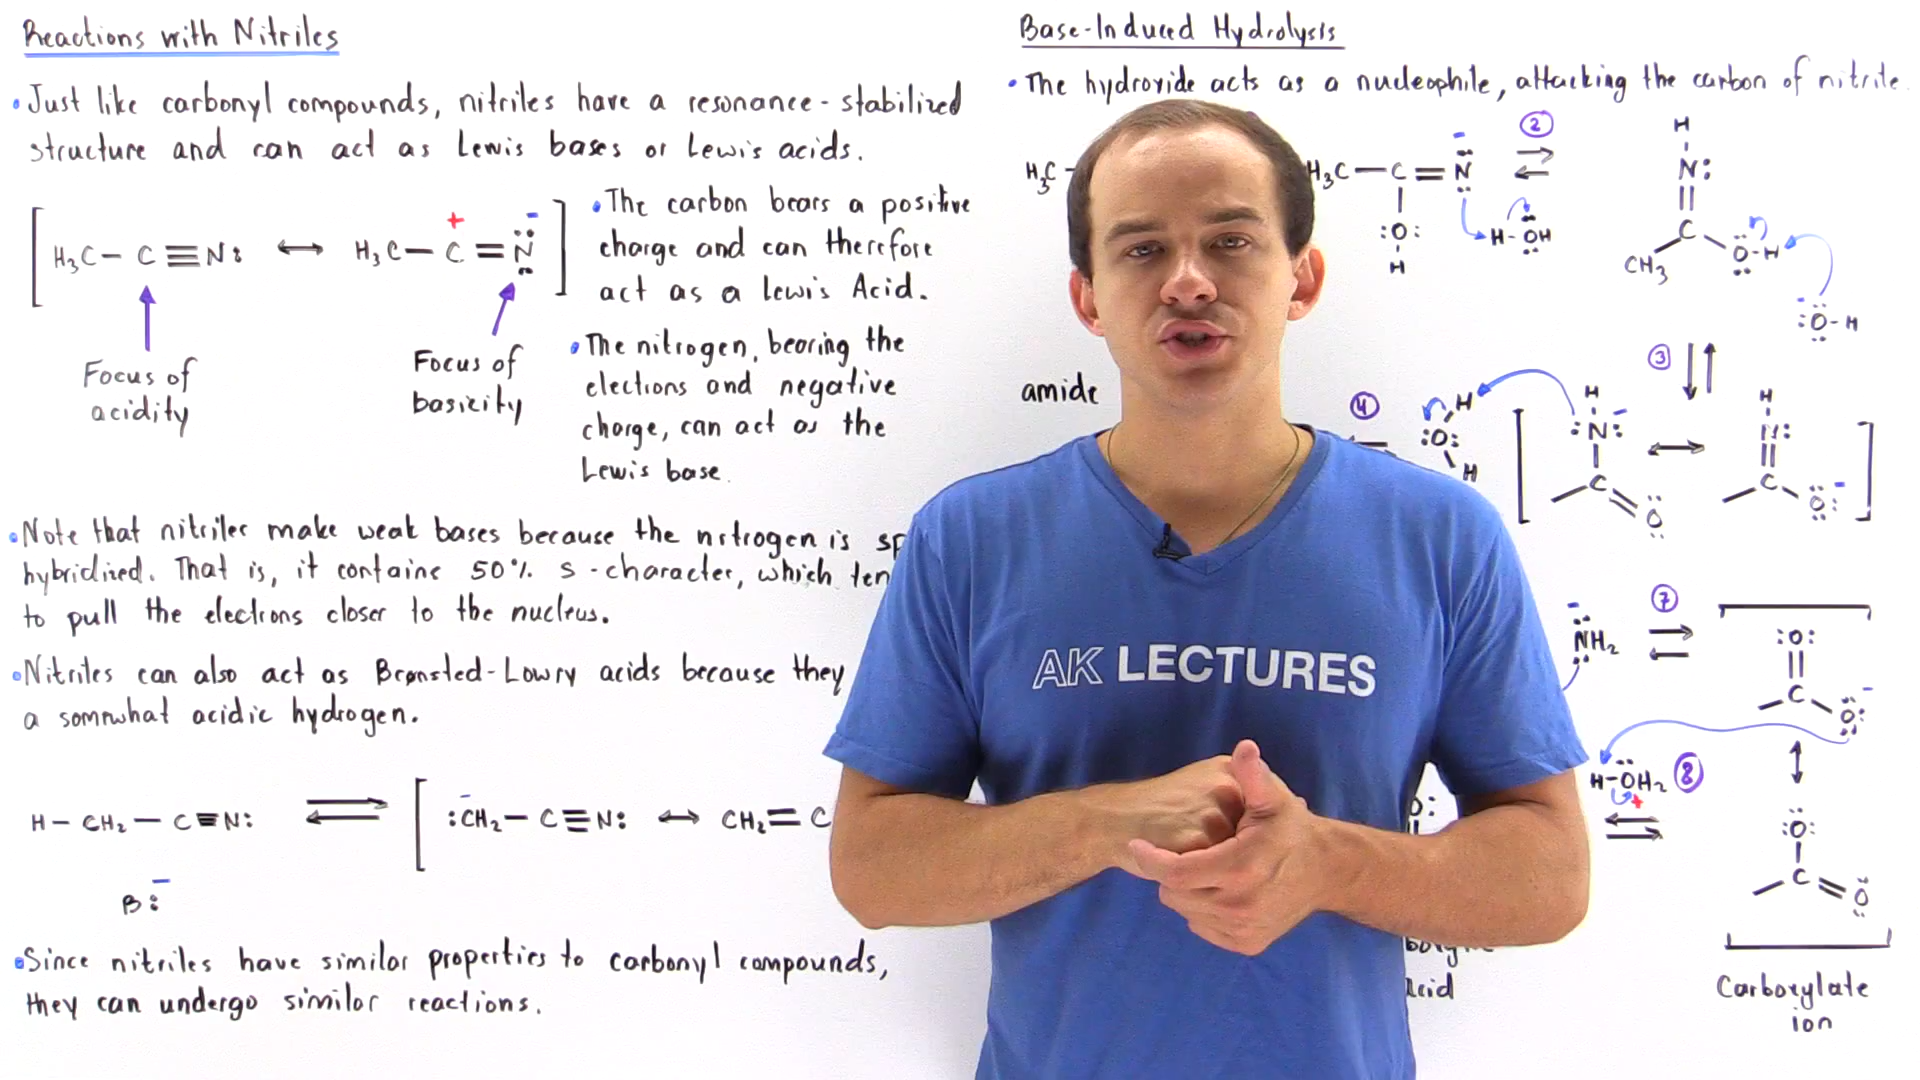 Reactions with Nitriles
• Just like carbonyl compounds, nitriles have a resonance-stabilized
structure and can act as Lewis bases or Lewis acids.
H₃C — C ≡ N: ↔ H₃C — C = N
+
Focus of
acidity
Focus of
basicity
• The carbon bears a positive
charge and can therefore
act as a Lewis Acid.
• The nitrogen, bearing the
electrons and negative
charge, can act as the
Lewis base.
• Note that nitriles make weak bases because the nitrogen is sp
hybridized. That is, it contains 50% s-character, which ten
to pull the electrons closer to the nucleus.
• Nitriles can also act as Brønsted-Lowry acids because they
a somwhat acidic hydrogen.
H — CH₂ — C ≡ N: ⇌ [ :CH₂ — C ≡ N: ↔ CH₂ = C
B:⁻
• Since nitriles have similar properties to carbonyl compounds,
they can undergo similar reactions.
Base-Induced Hydrolysis
• The hydroxide acts as a nucleophile, attacking the carbon of nitrile.
H₃C —
H₃C — C = N
:O:
H
H-OH
②
H
N:
C
CH₃
O-H
:O-H
③
amide
④
H
:O:
H
H
:N:
C
O
↔
H
N:
C
O:
NH₂
⑦
:O:
C
O:
H-OH₂
+
⑧
:O:
C
O
O:
acid
Carboxylate
ion
AK LECTURES